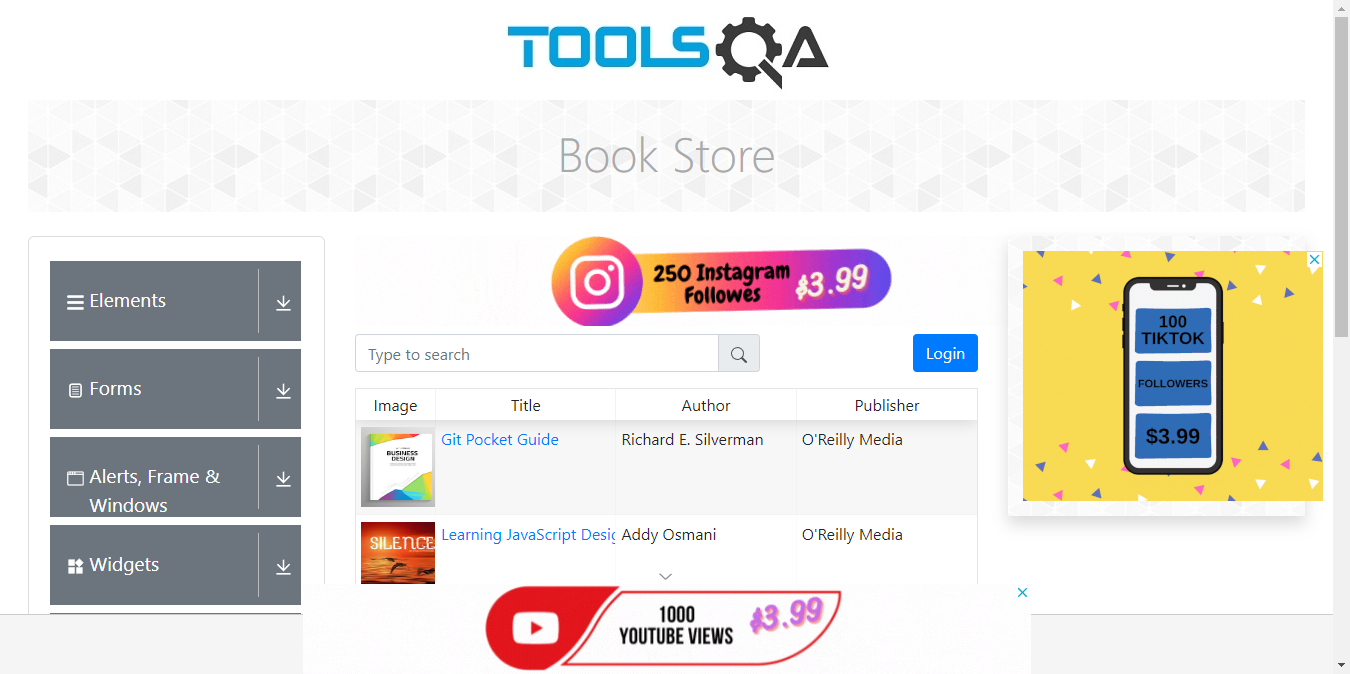 TOOLSQA
Book Store
Elements
Forms
Alerts, Frame &
Windows
Widgets
250 Instagram
Followes
$3.99
Type to search
Login
Image Title Author Publisher
BUSINESS
DESIGN
Git Pocket Guide Richard E. Silverman O'Reilly Media
SILENCE
Learning JavaScript Desig Addy Osmani O'Reilly Media
100
TIKTOK
FOLLOWERS
$3.99
1000
YOUTUBE VIEWS
$3.99